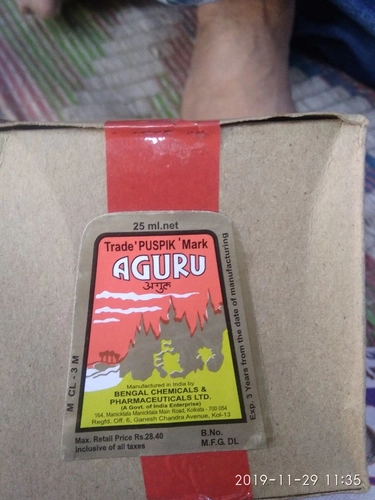 25 ml.net
Trade 'PUSPIK' Mark
AGURU
अगुरु
Manufactured in India by
BENGAL CHEMICALS &
PHARMACEUTICALS LTD.
(A Govt. of India Enterprise)
164, Manicktala Main Road, Kolkata - 700 054
Regfd. Off. 6, Ganesh Chandra Avenue, Kol-13
Max. Retail Price Rs.28.40
inclusive of all taxes
B.No.
M.F.G. DL
M CL - 3 M
Exp. 3 Years from the date of manufacturing
2019-11-29 11:35